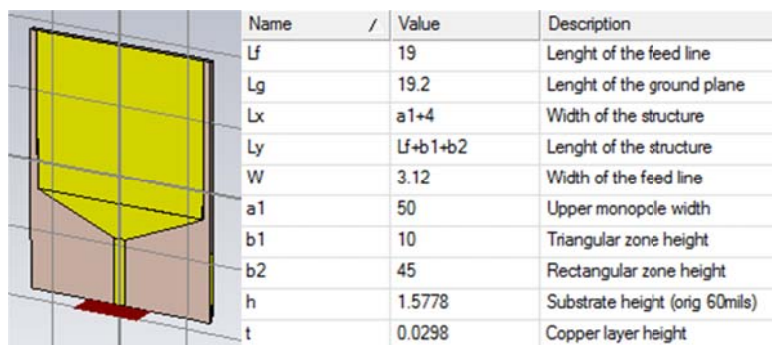 Name / Value Description
Lf 19 Lenght of the feed line
Lg 19.2 Lenght of the ground plane
Lx a1+4 Width of the structure
Ly Lf+b1+b2 Lenght of the structure
W 3.12 Width of the feed line
a1 50 Upper monopole width
b1 10 Triangular zone height
b2 45 Rectangular zone height
h 1.5778 Substrate height (orig 60mils)
t 0.0298 Copper layer height